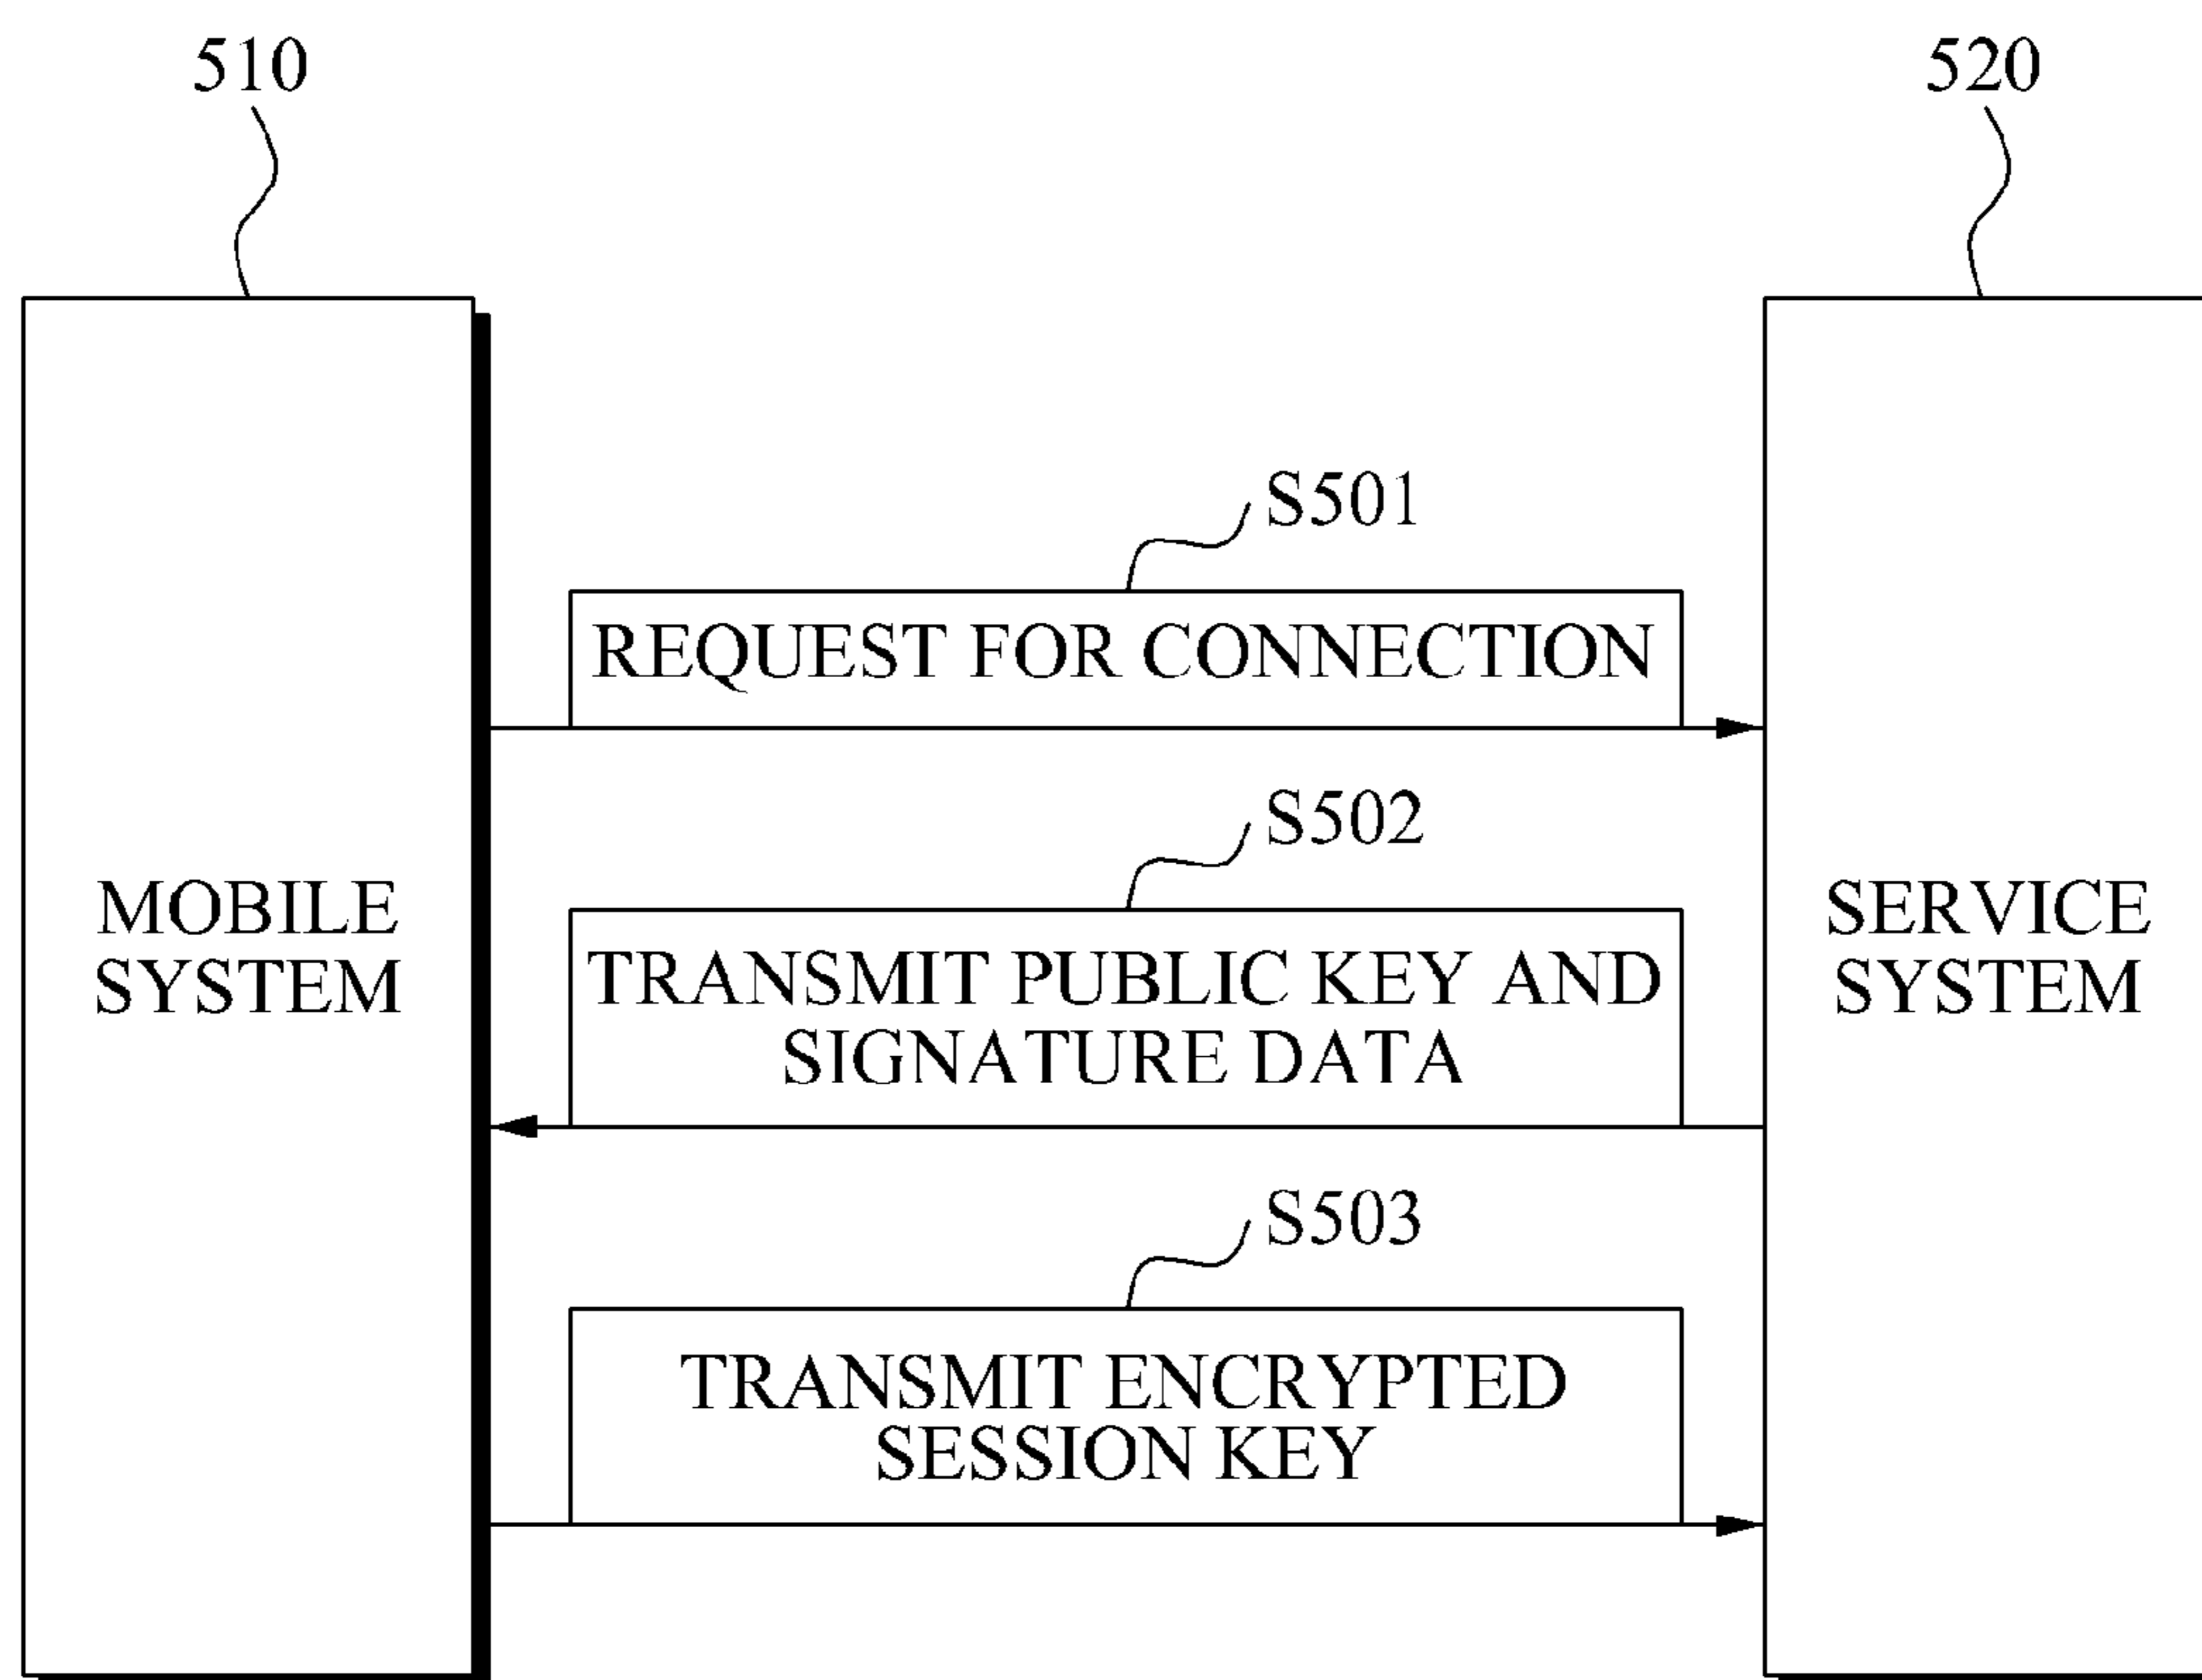 510
520
S501
REQUEST FOR CONNECTION
S502
MOBILE
SYSTEM
TRANSMIT PUBLIC KEY AND
SIGNATURE DATA
SERVICE
SYSTEM
S503
TRANSMIT ENCRYPTED
SESSION KEY